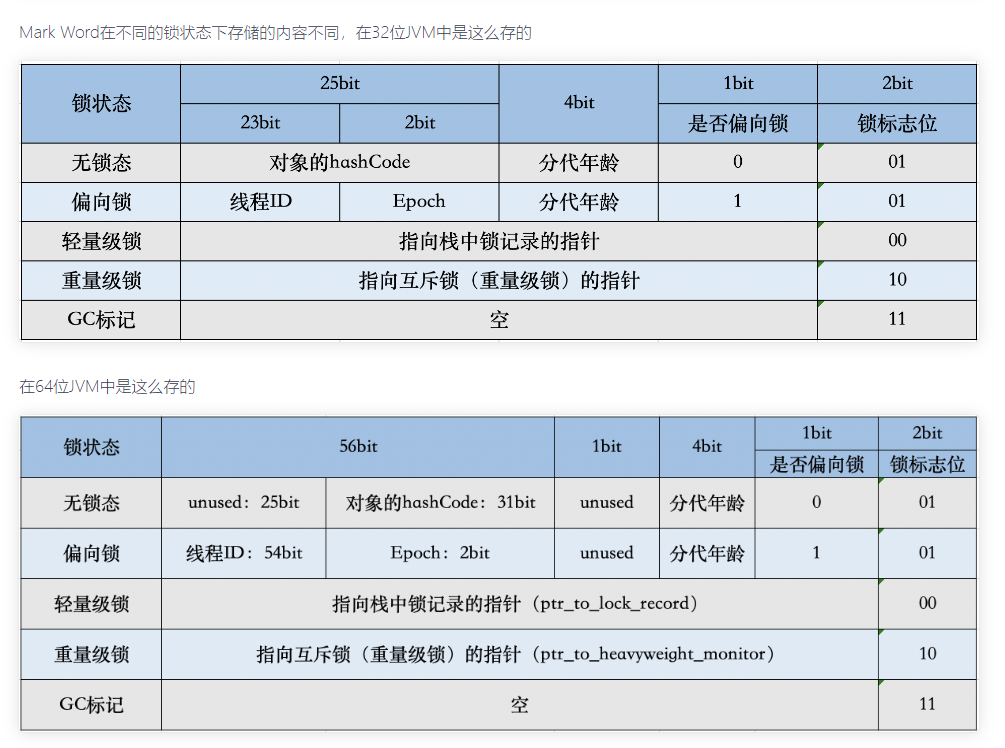 Mark Word在不同的锁状态下存储的内容不同，在32位JVM中是这么存的
锁状态 25bit 4bit 1bit 2bit
23bit 2bit 是否偏向锁 锁标志位
无锁态 对象的hashCode 分代年龄 0 01
偏向锁 线程ID Epoch 分代年龄 1 01
轻量级锁 指向栈中锁记录的指针 00
重量级锁 指向互斥锁（重量级锁）的指针 10
GC标记 空 11
在64位JVM中是这么存的
锁状态 56bit 1bit 4bit 1bit 2bit
是否偏向锁 锁标志位
无锁态 unused：25bit 对象的hashCode：31bit unused 分代年龄 0 01
偏向锁 线程ID：54bit Epoch：2bit unused 分代年龄 1 01
轻量级锁 指向栈中锁记录的指针（ptr_to_lock_record） 00
重量级锁 指向互斥锁（重量级锁）的指针（ptr_to_heavyweight_monitor） 10
GC标记 空 11